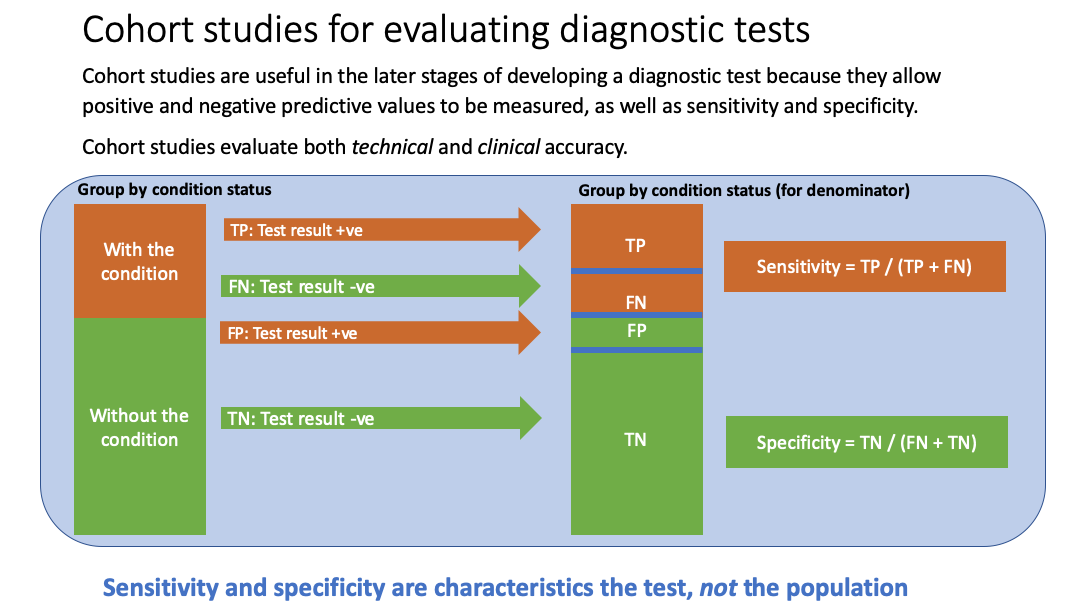 Cohort studies for evaluating diagnostic tests
Cohort studies are useful in the later stages of developing a diagnostic test because they allow
positive and negative predictive values to be measured, as well as sensitivity and specificity.
Cohort studies evaluate both technical and clinical accuracy.
Group by condition status
Group by condition status (for denominator)
With the
condition
TP: Test result +ve
FN: Test result -ve
TP
FN
Sensitivity = TP / (TP + FN)
Without the
condition
FP: Test result +ve
TN: Test result -ve
FP
TN
Specificity = TN / (FN + TN)
Sensitivity and specificity are characteristics the test, not the population